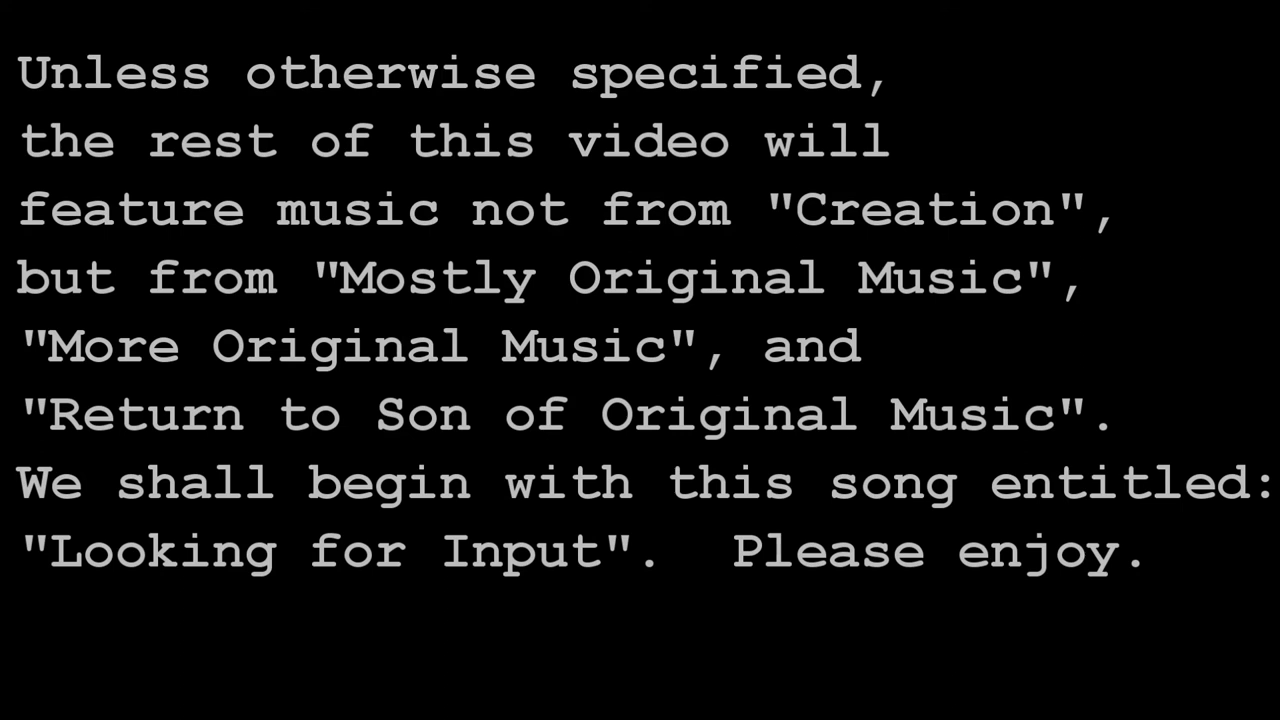 Unless otherwise specified,
the rest of this video will
feature music not from "Creation",
but from "Mostly Original Music",
"More Original Music", and
"Return to Son of Original Music".
We shall begin with this song entitled:
"Looking for Input".  Please enjoy.